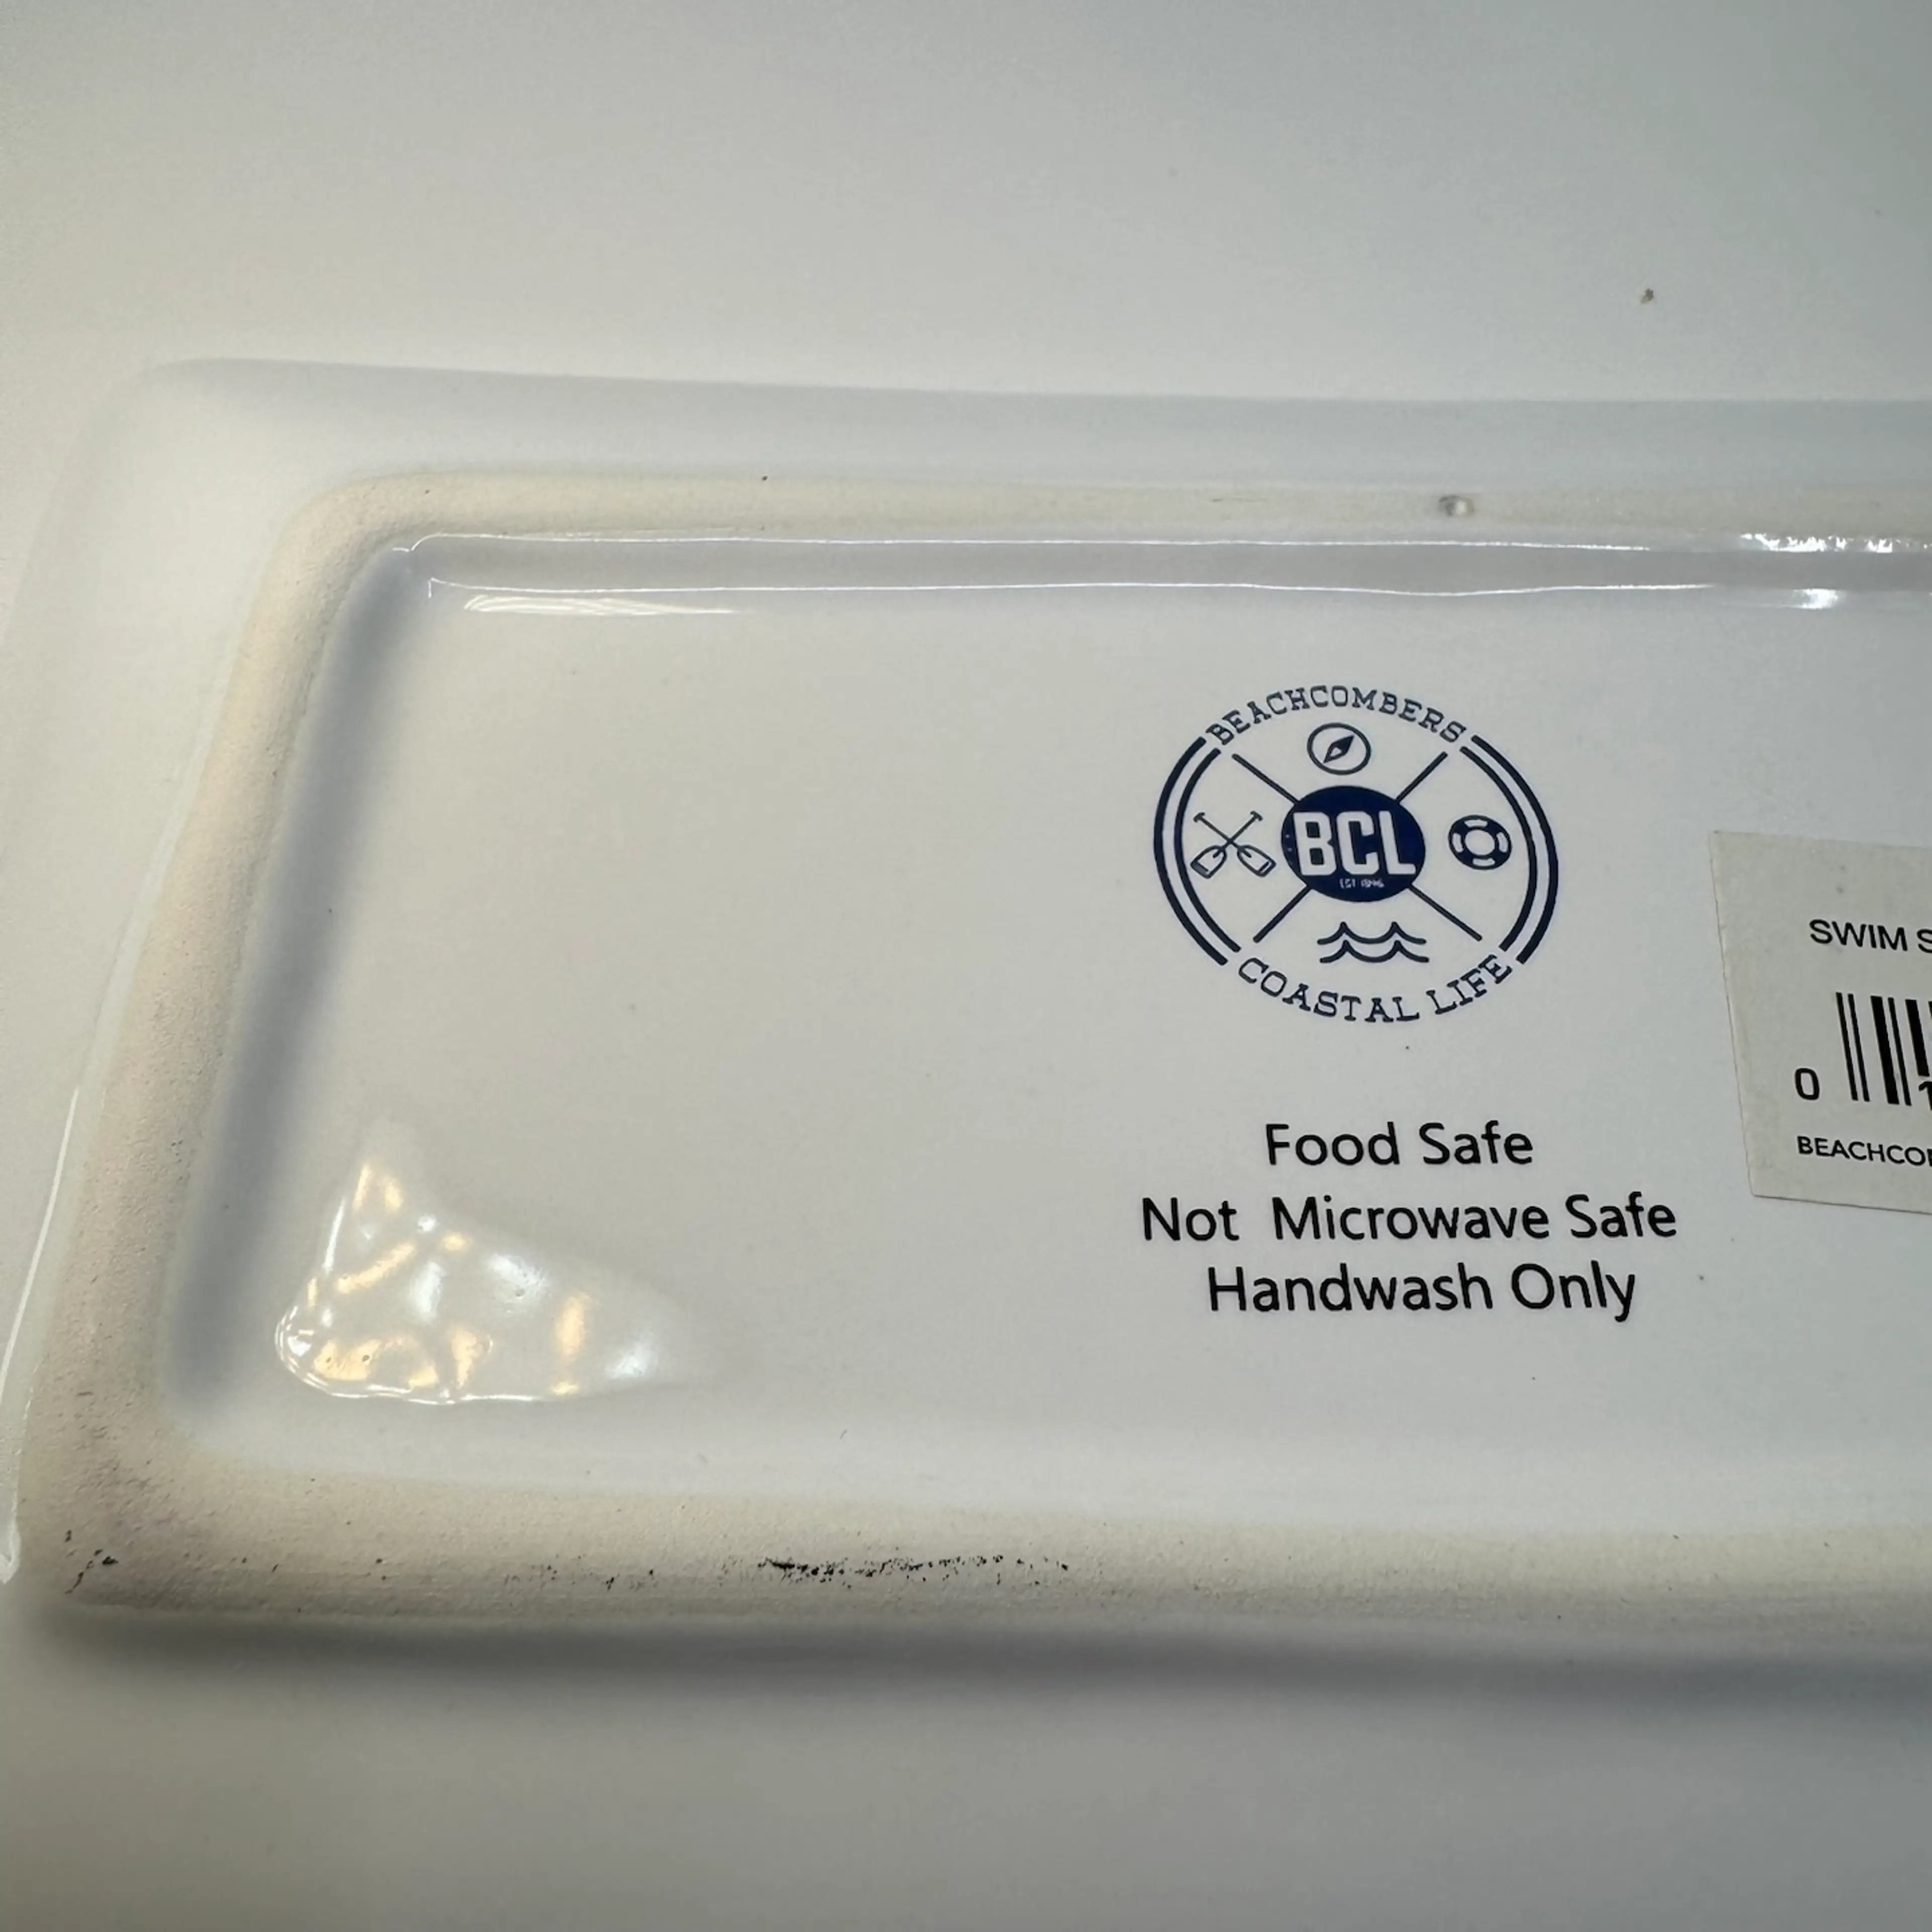 BEACHCOMBERS
BCL
COASTAL LIFE
Food Safe
Not Microwave Safe
Handwash Only
SWIM S
0
BEACHCO